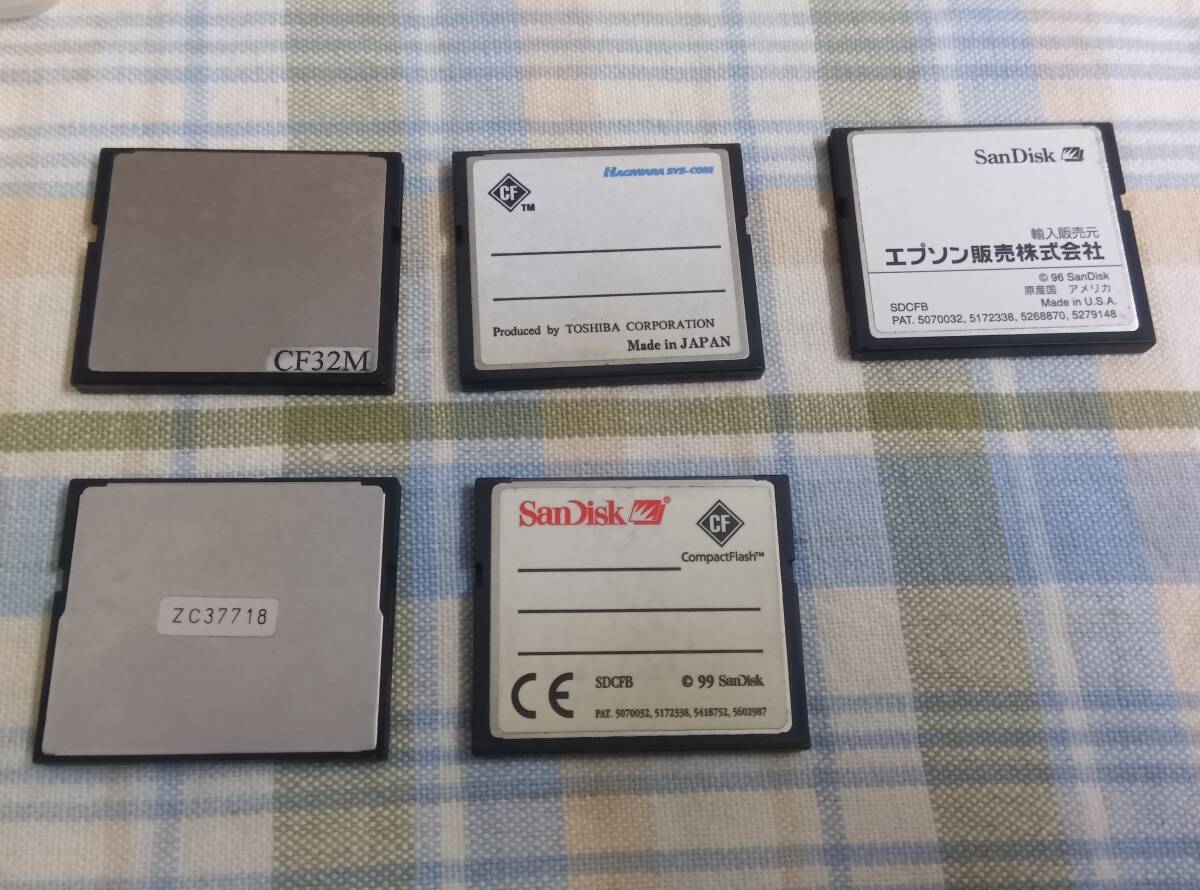 CF32M
HAGIWARA SYS-COM
CF
TM
Produced by TOSHIBA CORPORATION
Made in JAPAN
SanDisk
輸入販売元
エプソン販売株式会社
© 96 SanDisk
原産国 アメリカ
SDCFB Made in U.S.A.
PAT. 5070032, 5172338, 5268870, 5279148
ZC37718
SanDisk®
CF
CompactFlash™
CE SDCFB © 99 SanDisk
PAT. 5070032, 5172338, 5418752, 5602987